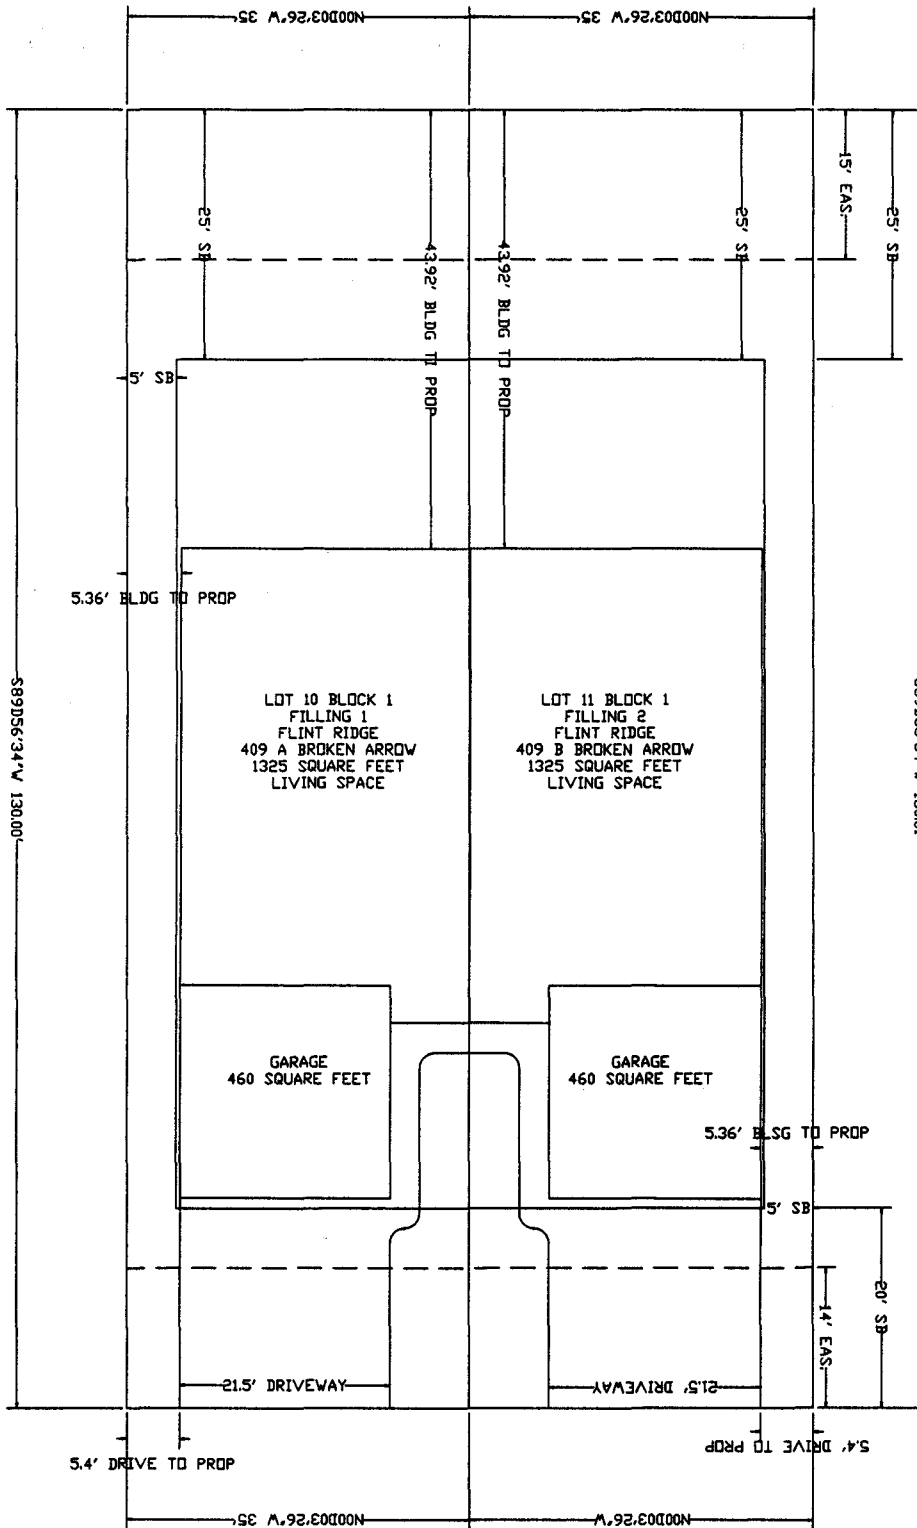 N00D03'26"W 35'
N00D03'26"W 35'
15' EAS.
25' SB
25' SB
25' SB
43.92' BLDG TO PROP
43.92' BLDG TO PROP
5' SB
5.36' BLDG TO PROP
S89D56'34"W 130.00'
LOT 10 BLOCK 1
FILLING 1
FLINT RIDGE
409 A BROKEN ARROW
1325 SQUARE FEET
LIVING SPACE
LOT 11 BLOCK 1
FILLING 2
FLINT RIDGE
409 B BROKEN ARROW
1325 SQUARE FEET
LIVING SPACE
GARAGE
460 SQUARE FEET
GARAGE
460 SQUARE FEET
5.36' BLSG TO PROP
5' SB
20' SB
14' EAS.
21.5' DRIVEWAY
21.5' DRIVEWAY
5.4' DRIVE TO PROP
5.4' DRIVE TO PROP
N00D03'26"W 35'
N00D03'26"W